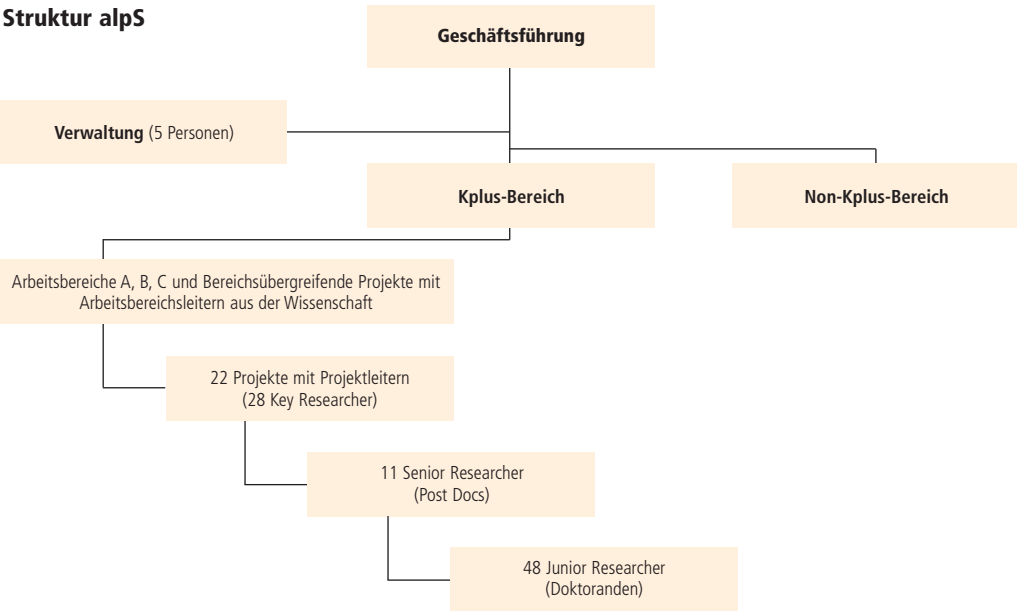 Struktur alpS
Geschäftsführung
Verwaltung (5 Personen)
Kplus-Bereich
Non-Kplus-Bereich
Arbeitsbereiche A, B, C und Bereichsübergreifende Projekte mit
Arbeitsbereichsleitern aus der Wissenschaft
22 Projekte mit Projektleitern
(28 Key Researcher)
11 Senior Researcher
(Post Docs)
48 Junior Researcher
(Doktoranden)